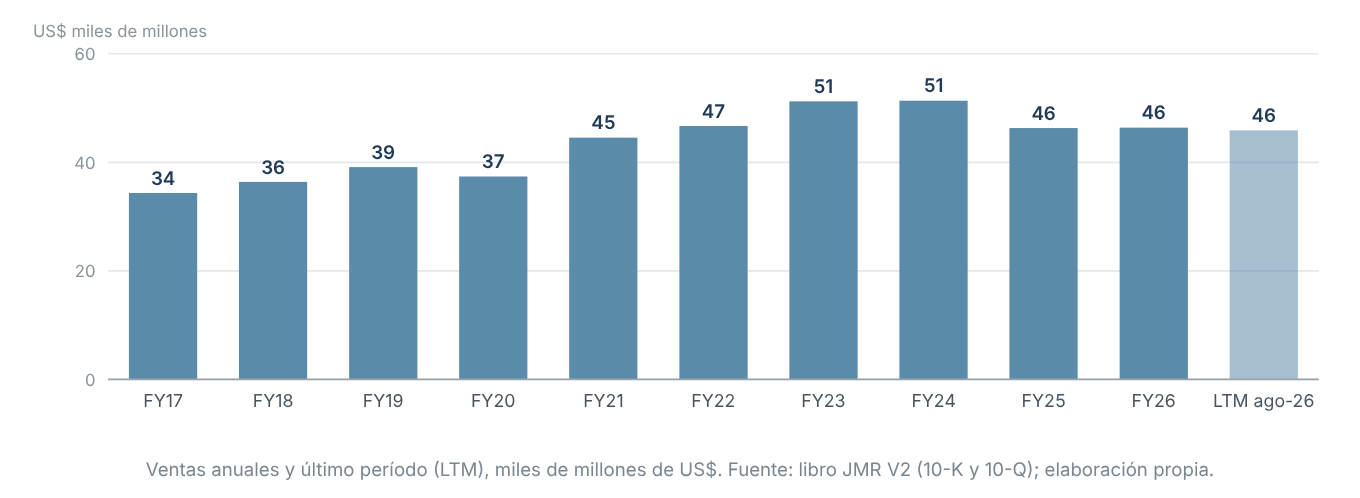 US$ miles de millones
60
40
20
0
34
36
39
37
45
47
51
51
46
46
46
FY17
FY18
FY19
FY20
FY21
FY22
FY23
FY24
FY25
FY26
LTM ago-26
Ventas anuales y último período (LTM), miles de millones de US$. Fuente: libro JMR V2 (10-K y 10-Q); elaboración propia.